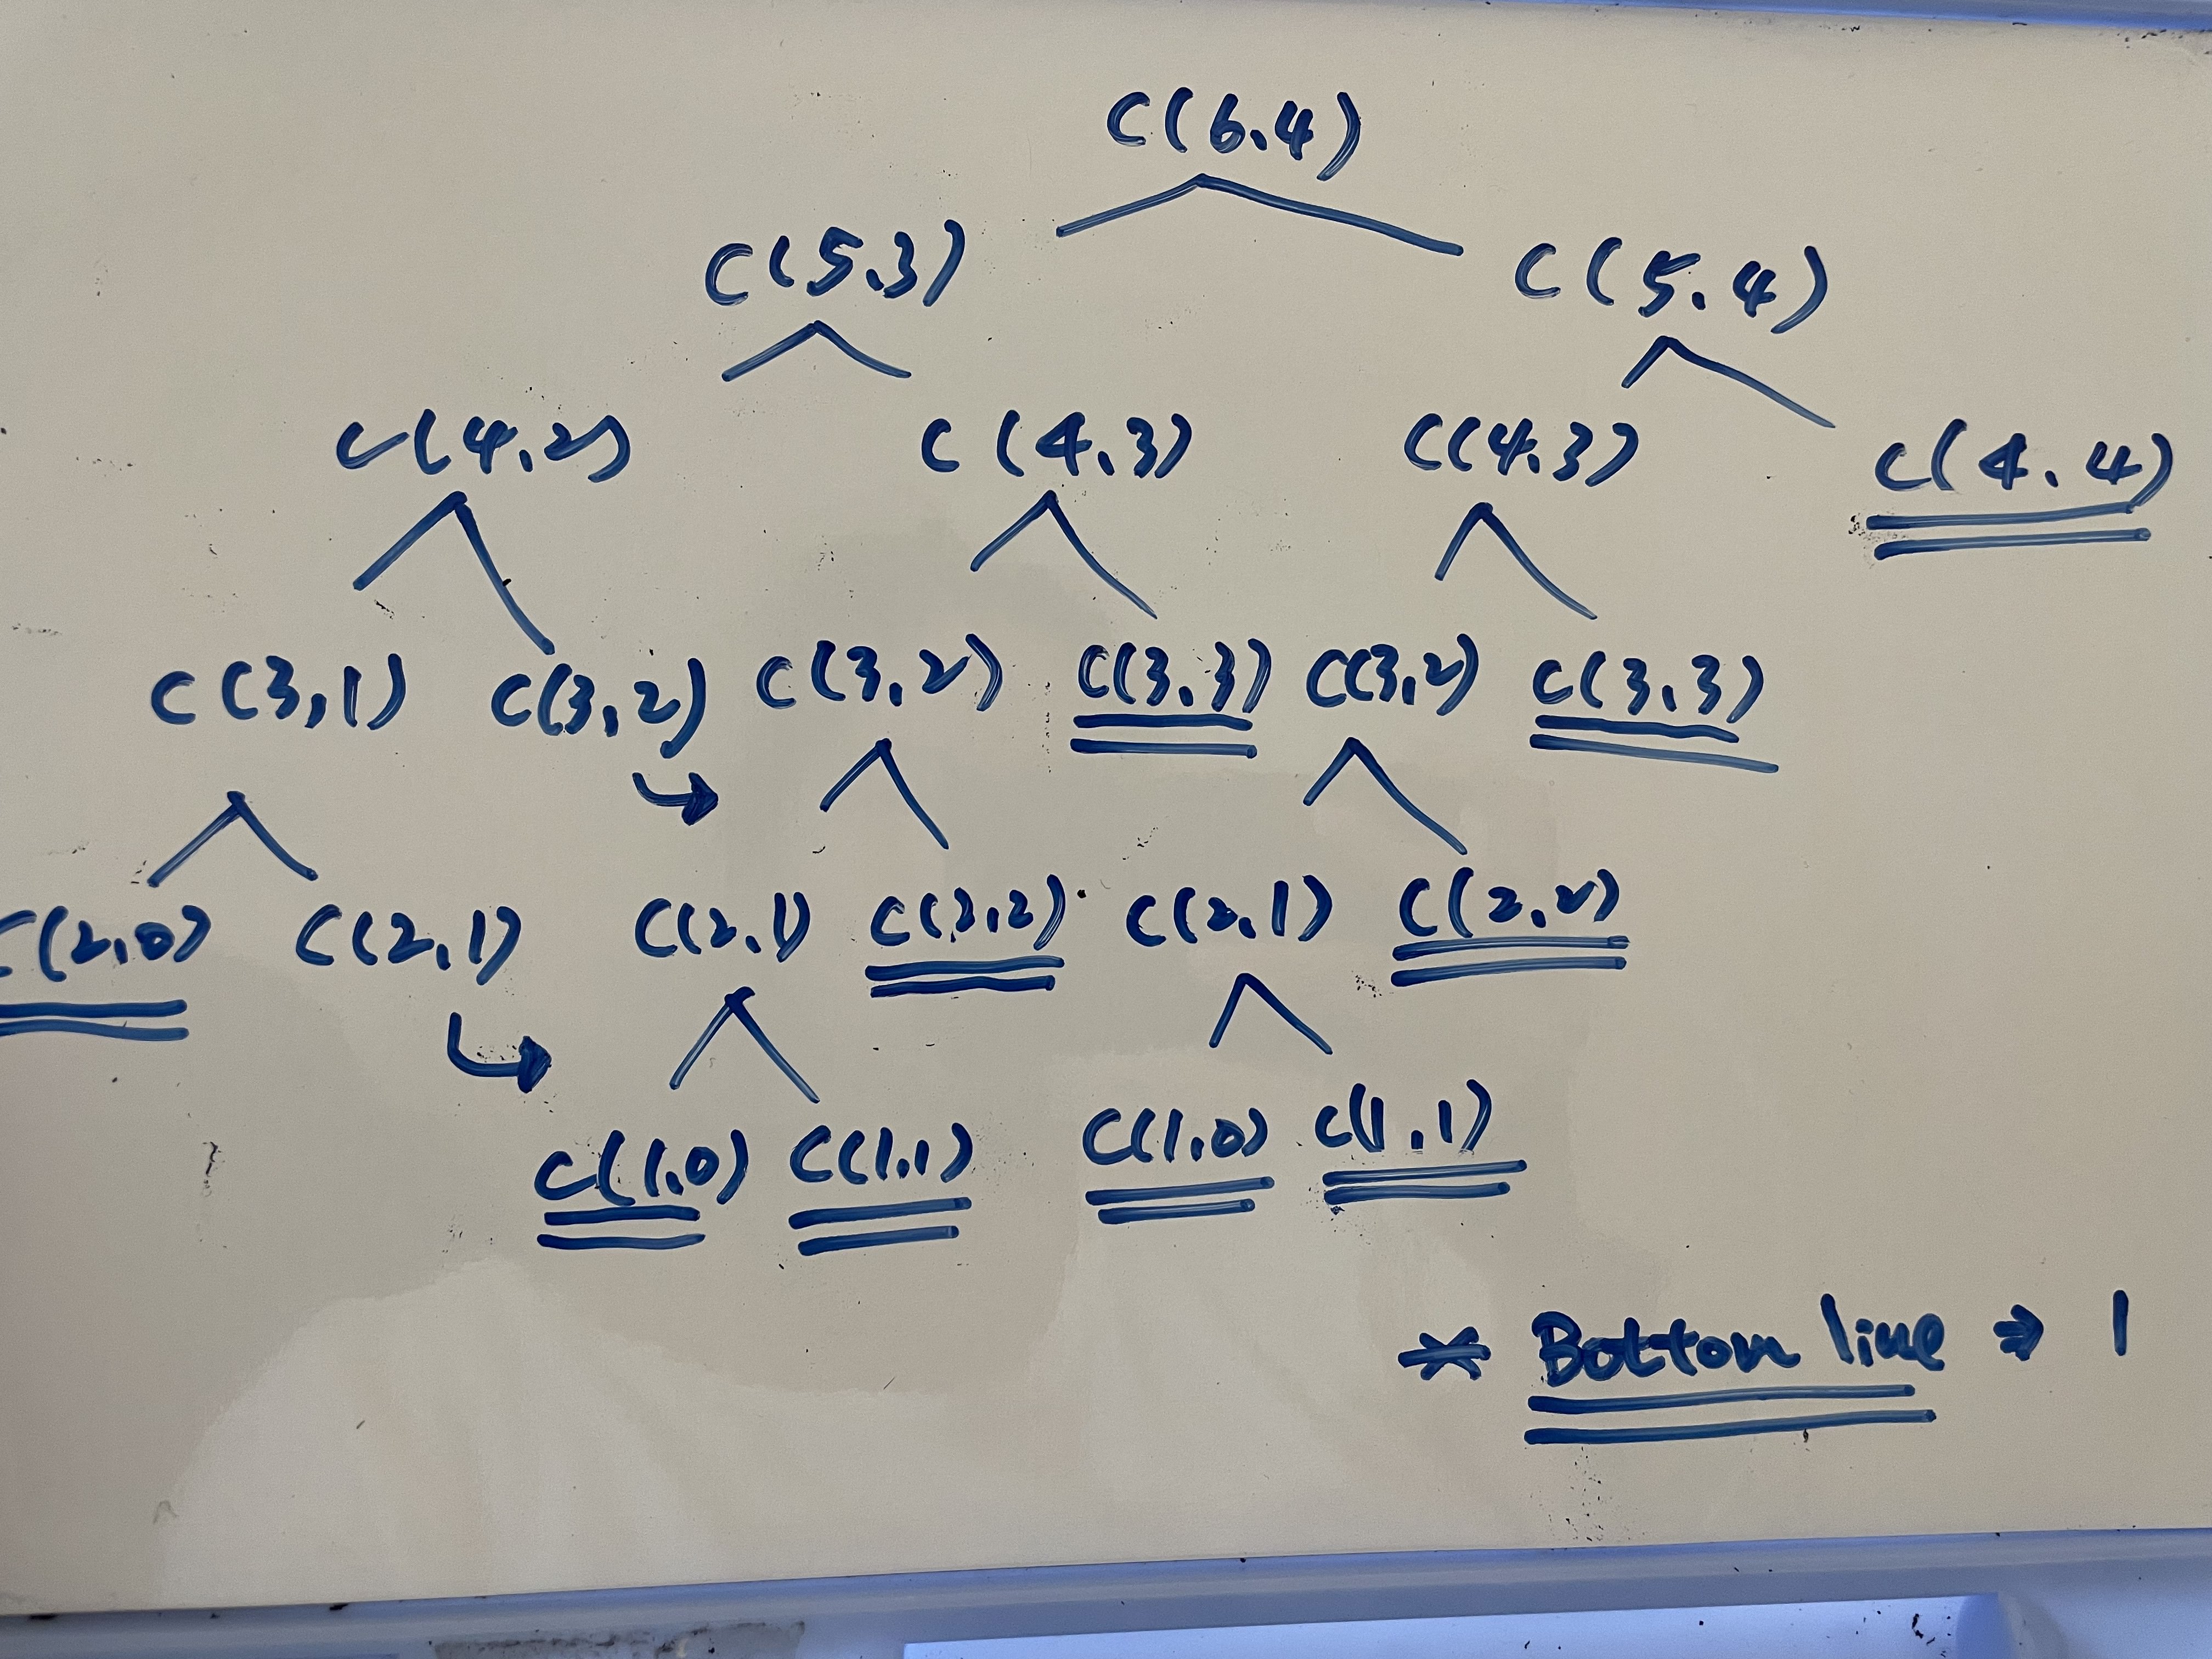 C(6.4)
C(5.3) C(5.4)
C(4.2) C(4.3) C(4.3) C(4.4)
C(3,1) C(3,2) C(3,2) C(3.3) C(3,2) C(3.3)
C(2,0) C(2,1) C(2,1) C(2,2) C(2,1) C(2,2)
C(1,0) C(1,1) C(1,0) C(1,1)
* Bottom line ⇒ 1